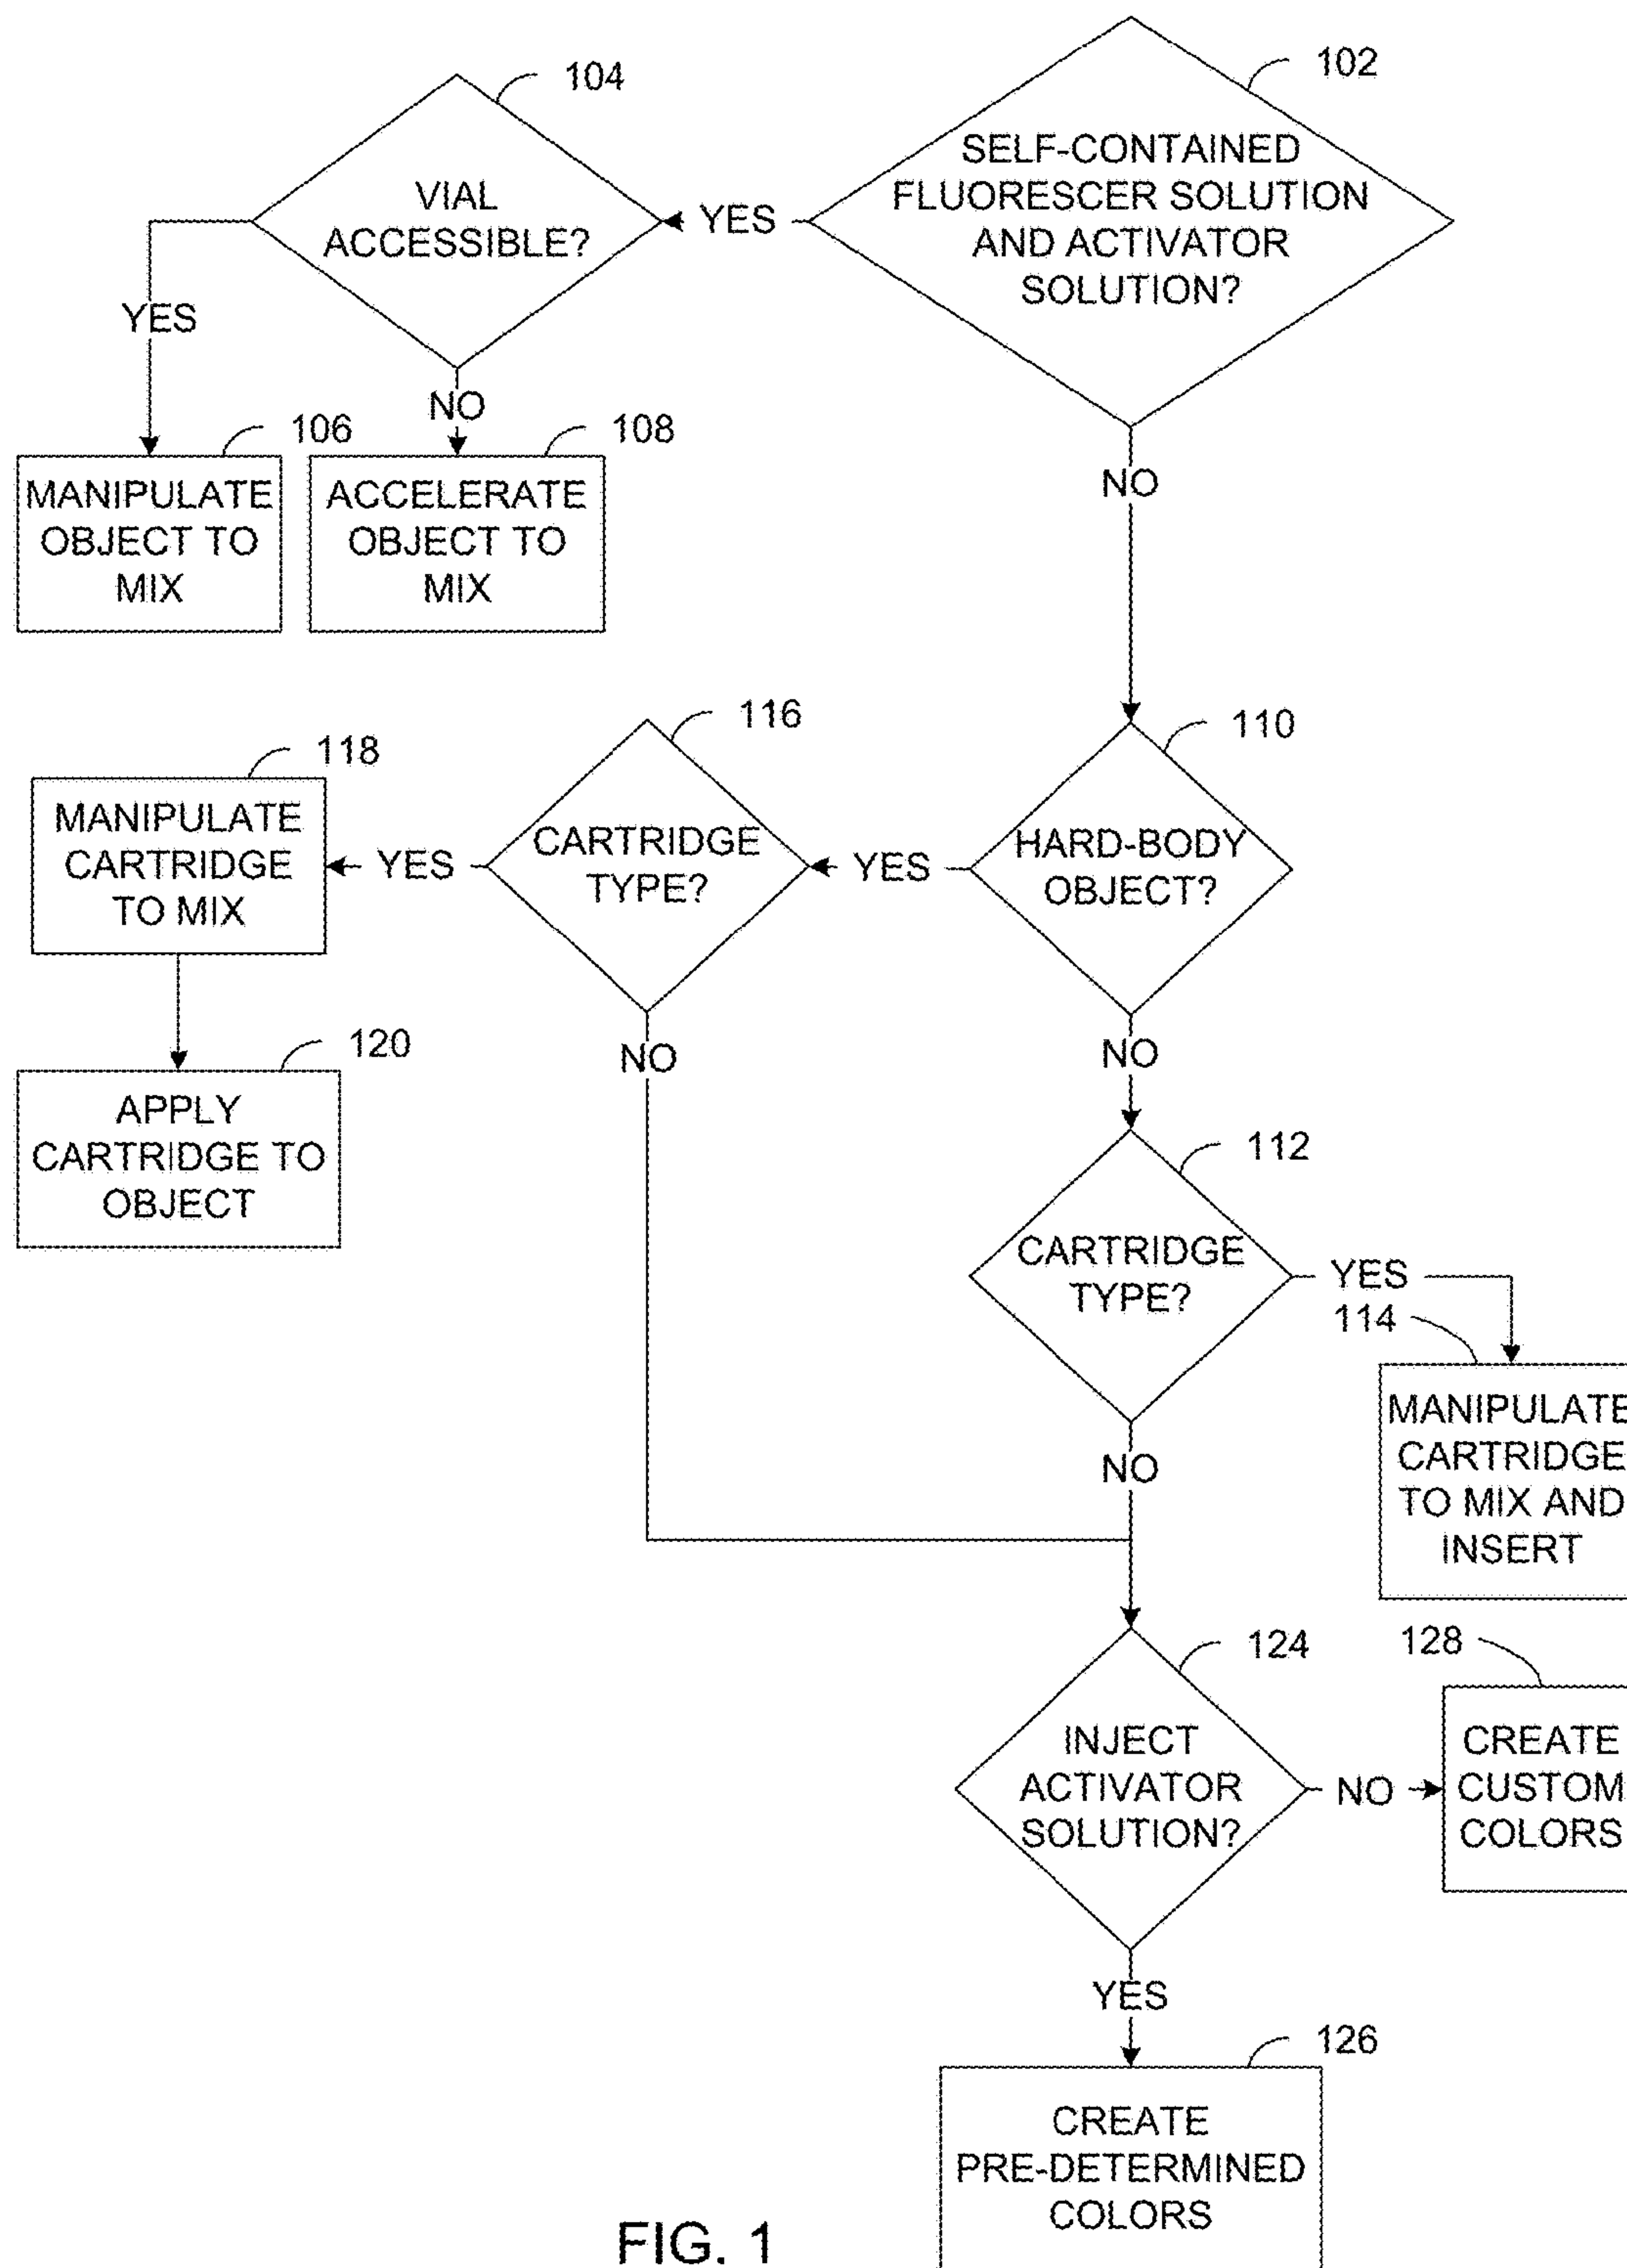 104
VIAL
ACCESSIBLE?
102
SELF-CONTAINED
FLUORESCER SOLUTION
AND ACTIVATOR
SOLUTION?
YES
YES
NO
NO
106
MANIPULATE
OBJECT TO
MIX
108
ACCELERATE
OBJECT TO
MIX
110
HARD-BODY
OBJECT?
YES
116
CARTRIDGE
TYPE?
YES
118
MANIPULATE
CARTRIDGE
TO MIX
120
APPLY
CARTRIDGE TO
OBJECT
NO
NO
112
CARTRIDGE
TYPE?
YES
114
MANIPULATE
CARTRIDGE
TO MIX AND
INSERT
NO
124
INJECT
ACTIVATOR
SOLUTION?
NO
128
CREATE
CUSTOM
COLORS
YES
126
CREATE
PRE-DETERMINED
COLORS
FIG. 1